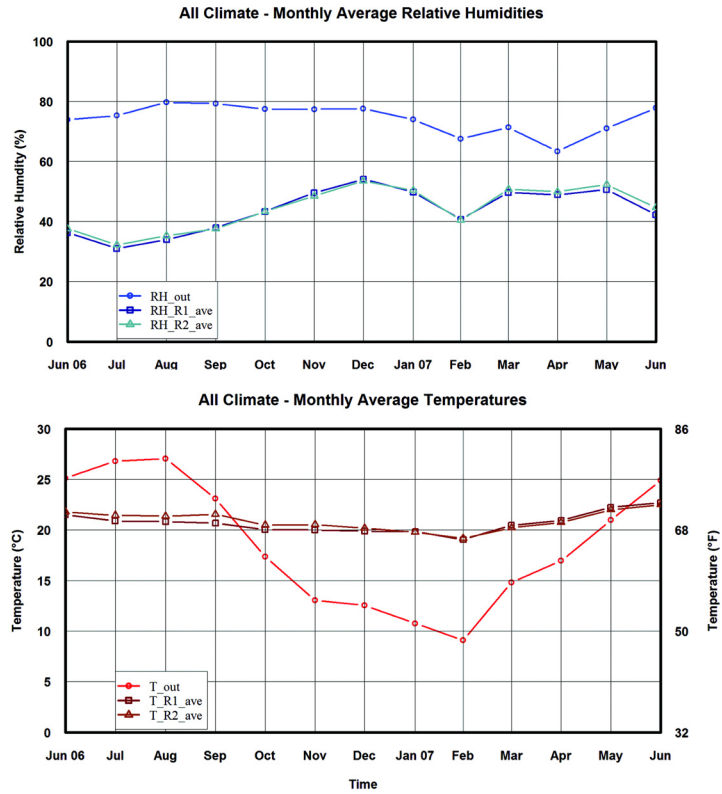 All Climate - Monthly Average Relative Humidities
100
80
60
40
20
0
Relative Humdity (%)
RH_out
RH_R1_ave
RH_R2_ave
Jun 06 Jul Aug Sep Oct Nov Dec Jan 07 Feb Mar Apr May Jun
All Climate - Monthly Average Temperatures
30
25
20
15
10
5
0
Temperature (°C)
86
68
50
32
Temperature (°F)
T_out
T_R1_ave
T_R2_ave
Jun 06 Jul Aug Sep Oct Nov Dec Jan 07 Feb Mar Apr May Jun
Time